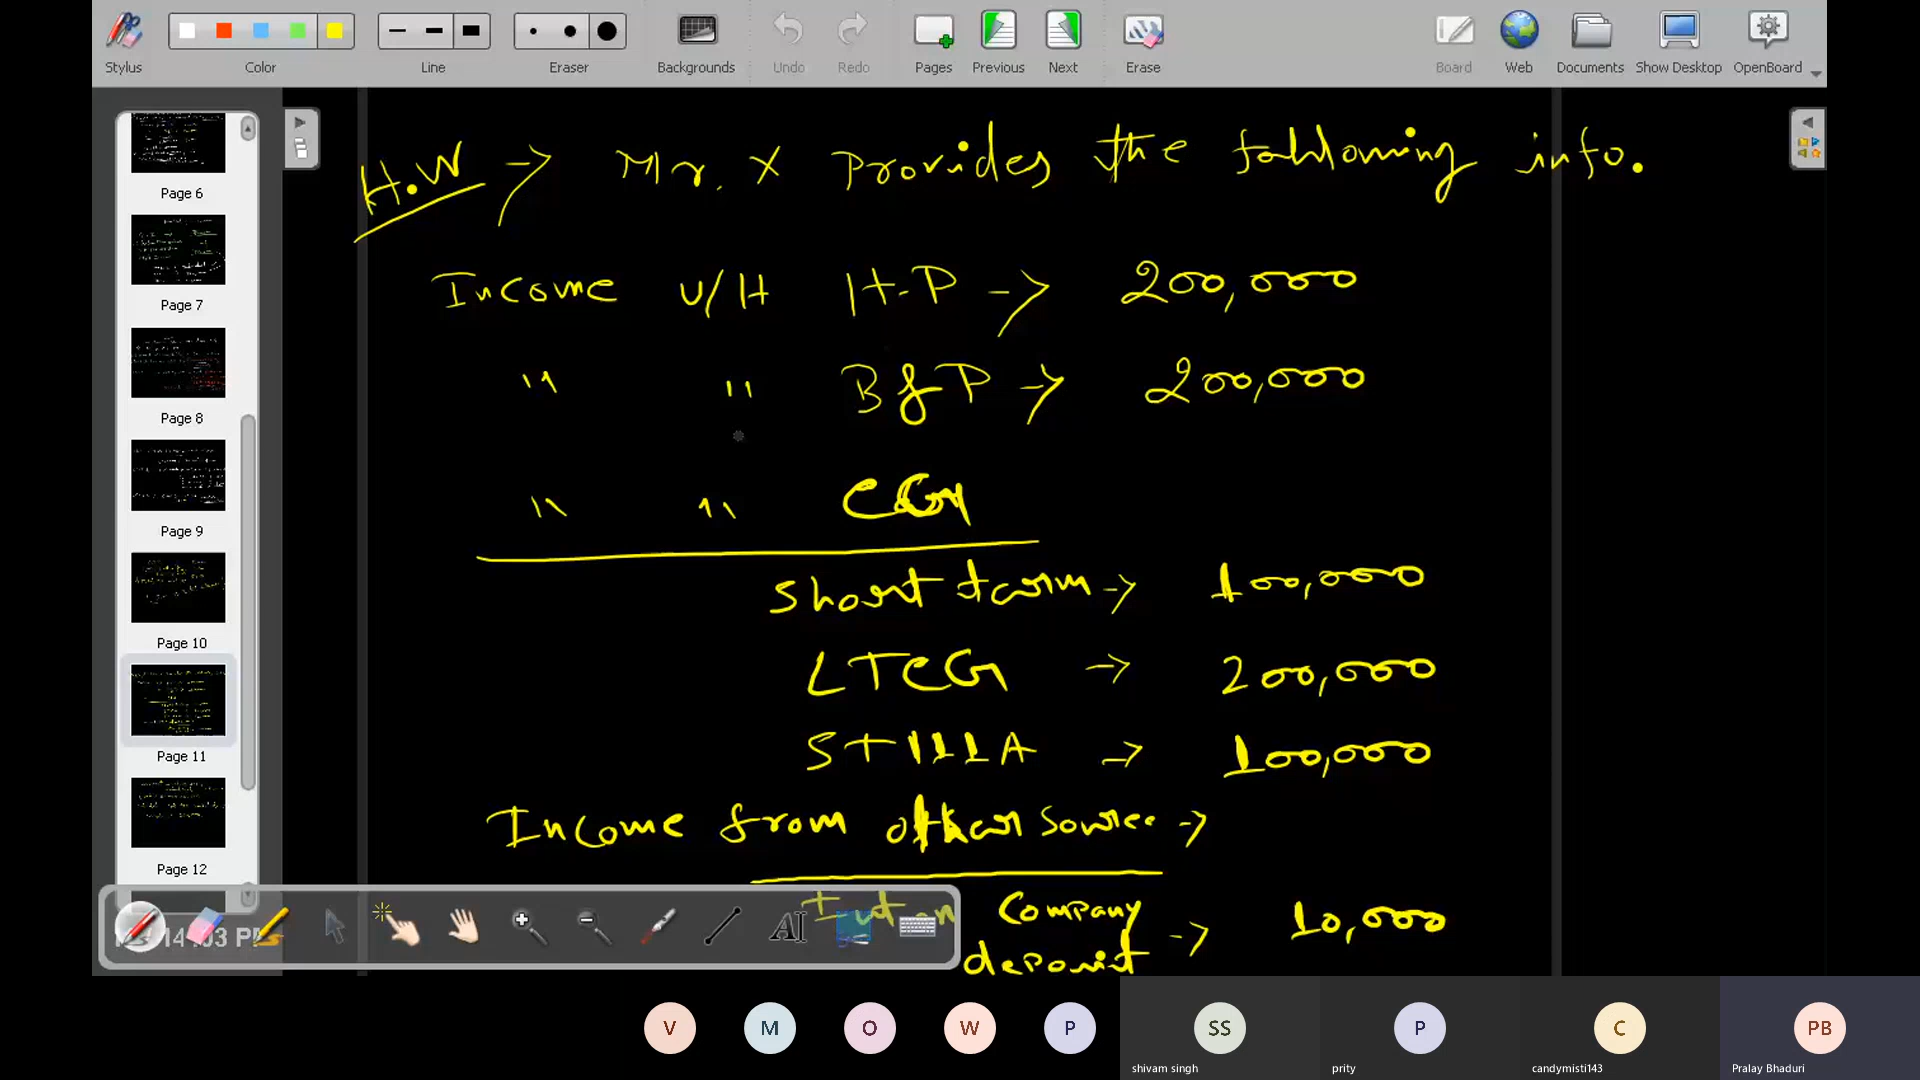 Stylus
Color
Line
Eraser
Backgrounds
Undo
Redo
Pages
Previous
Next
Erase
Board
Web
Documents
Show Desktop
OpenBoard
Page 6
Page 7
Page 8
Page 9
Page 10
Page 11
Page 12
H.W → Mr. X Provides the following info.
Income U/H H.P → 200,000
" " B&P → 200,000
" " CG
Short term → 100,000
LTCG → 200,000
ST111A → 100,000
Income from other Source →
Int on Company deposit → 10,000
V
M
O
W
P
SS
shivam singh
P
prity
C
candymisti143
PB
Pralay Bhaduri